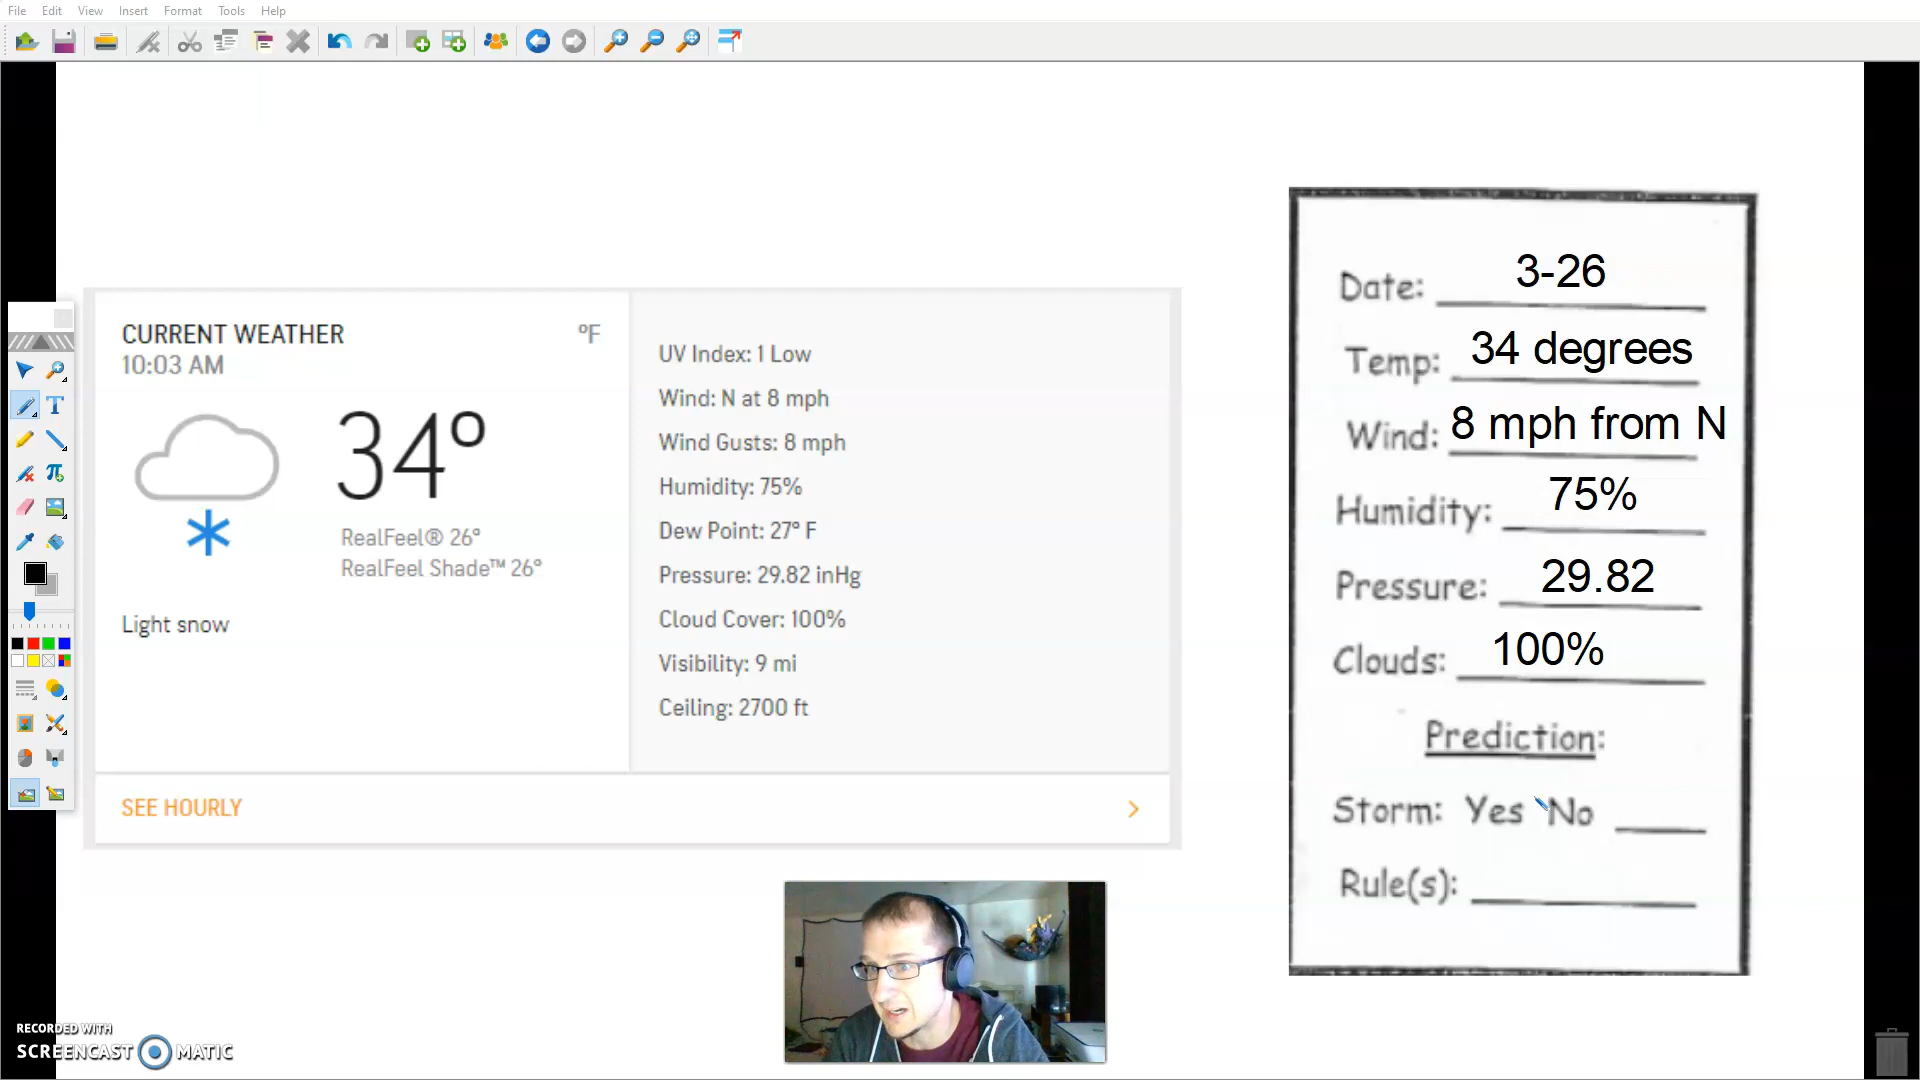 File Edit View Insert Format Tools Help
CURRENT WEATHER
°F
10:03 AM
34°
RealFeel® 26°
RealFeel Shade™ 26°
Light snow
UV Index: 1 Low
Wind: N at 8 mph
Wind Gusts: 8 mph
Humidity: 75%
Dew Point: 27° F
Pressure: 29.82 inHg
Cloud Cover: 100%
Visibility: 9 mi
Ceiling: 2700 ft
SEE HOURLY
Date: 3-26
Temp: 34 degrees
Wind: 8 mph from N
Humidity: 75%
Pressure: 29.82
Clouds: 100%
Prediction:
Storm: Yes No
Rule(s):
RECORDED WITH
SCREENCAST MATIC